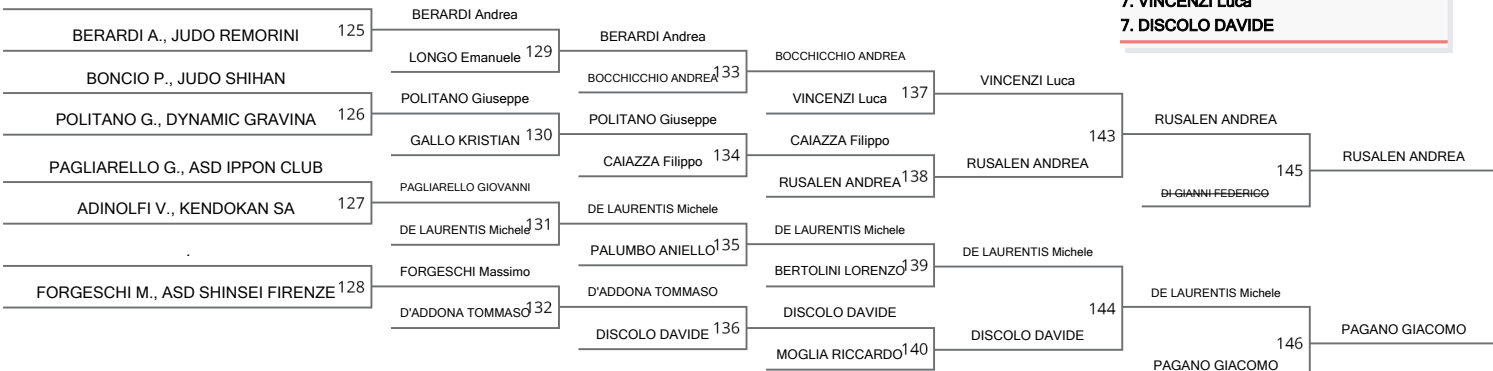 7. VINCENZI Luca
7. DISCOLO DAVIDE
BERARDI A., JUDO REMORINI
125
BONCIO P., JUDO SHIHAN
POLITANO G., DYNAMIC GRAVINA
126
PAGLIARELLO G., ASD IPPON CLUB
ADINOLFI V., KENDOKAN SA
127
.
FORGESCHI M., ASD SHINSEI FIRENZE
128
BERARDI Andrea
LONGO Emanuele
129
POLITANO Giuseppe
GALLO KRISTIAN
130
PAGLIARELLO GIOVANNI
DE LAURENTIS Michele
131
FORGESCHI Massimo
D'ADDONA TOMMASO
132
BERARDI Andrea
BOCCHICCHIO ANDREA
133
POLITANO Giuseppe
CAIAZZA Filippo
134
DE LAURENTIS Michele
PALUMBO ANIELLO
135
D'ADDONA TOMMASO
DISCOLO DAVIDE
136
BOCCHICCHIO ANDREA
VINCENZI Luca
137
CAIAZZA Filippo
RUSALEN ANDREA
138
DE LAURENTIS Michele
BERTOLINI LORENZO
139
DISCOLO DAVIDE
MOGLIA RICCARDO
140
VINCENZI Luca
143
RUSALEN ANDREA
DE LAURENTIS Michele
144
DISCOLO DAVIDE
RUSALEN ANDREA
145
DI GIANNI FEDERICO
DE LAURENTIS Michele
146
PAGANO GIACOMO
RUSALEN ANDREA
PAGANO GIACOMO